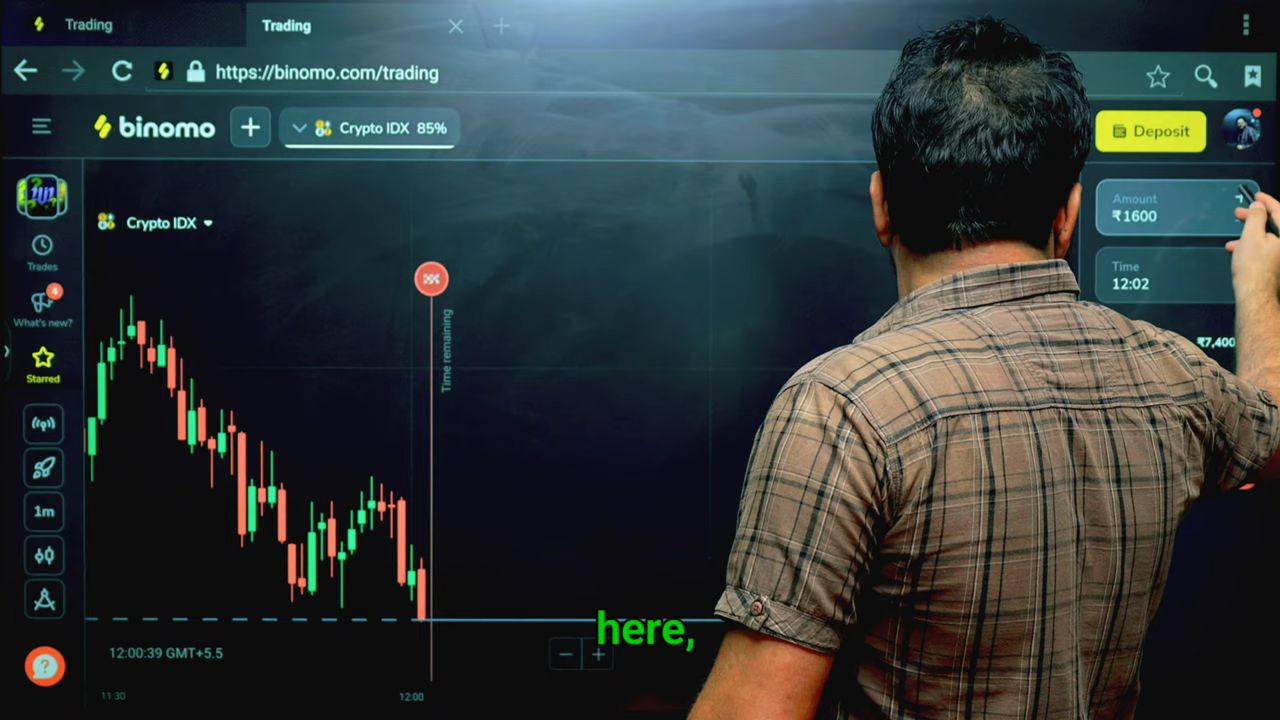 Trading
Trading
https://binomo.com/trading
binomo
Crypto IDX 85%
Deposit
Crypto IDX
Amount
₹1600
Trades
Time
12:02
What's new?
4
Time remaining
₹7,400
Starred
1m
here,
12:00:39 GMT+5.5
11:30
12:00